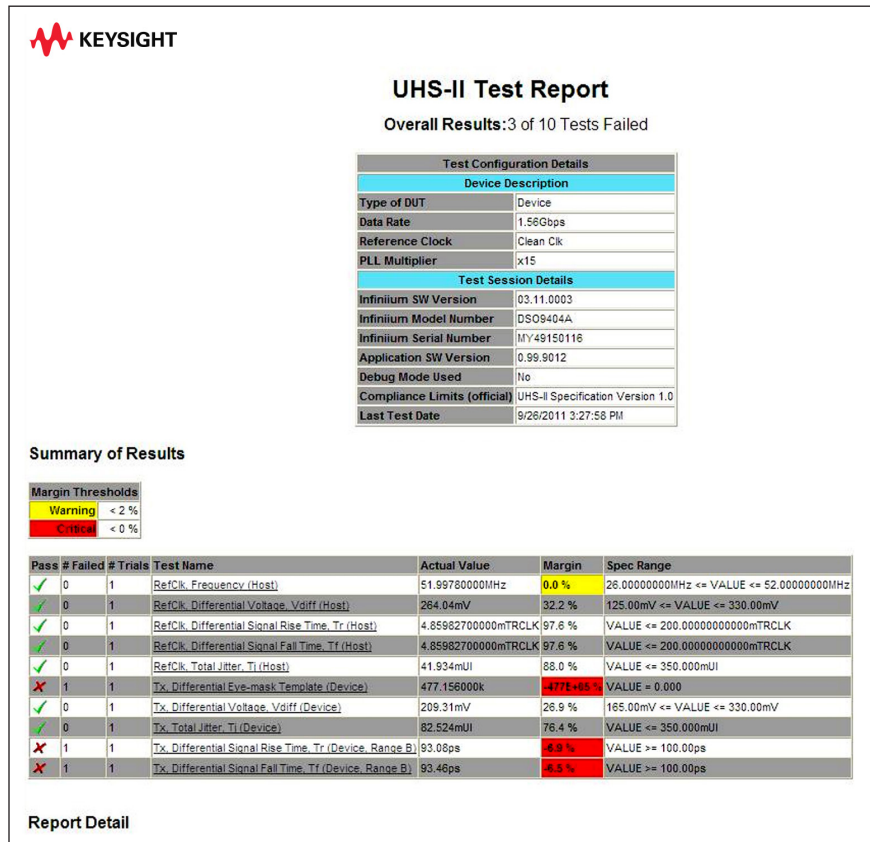 KEYSIGHT
UHS-II Test Report
Overall Results:3 of 10 Tests Failed
Test Configuration Details
Device Description
Type of DUT Device
Data Rate 1.56Gbps
Reference Clock Clean Clk
PLL Multiplier x15
Test Session Details
Infiniium SW Version 03.11.0003
Infiniium Model Number DSO9404A
Infiniium Serial Number MY49150116
Application SW Version 0.99.9012
Debug Mode Used No
Compliance Limits (official) UHS-II Specification Version 1.0
Last Test Date 9/26/2011 3:27:58 PM
Summary of Results
Margin Thresholds
Warning < 2 %
Critical < 0 %
Pass # Failed # Trials Test Name Actual Value Margin Spec Range
0 1 RefClk, Frequency (Host) 51.99780000MHz 0.0 % 26.00000000MHz <= VALUE <= 52.00000000MHz
0 1 RefClk, Differential Voltage, Vdiff (Host) 264.04mV 32.2 % 125.00mV <= VALUE <= 330.00mV
0 1 RefClk, Differential Signal Rise Time, Tr (Host) 4.85982700000mTRCLK 97.6 % VALUE <= 200.00000000000mTRCLK
0 1 RefClk, Differential Signal Fall Time, Tf (Host) 4.85982700000mTRCLK 97.6 % VALUE <= 200.00000000000mTRCLK
0 1 RefClk, Total Jitter, Tj (Host) 41.934mUI 88.0 % VALUE <= 350.000mUI
1 1 Tx, Differential Eye-mask Template (Device) 477.156000k -477E+05 % VALUE = 0.000
0 1 Tx, Differential Voltage, Vdiff (Device) 209.31mV 26.9 % 165.00mV <= VALUE <= 330.00mV
0 1 Tx, Total Jitter, Tj (Device) 82.524mUI 76.4 % VALUE <= 350.000mUI
1 1 Tx, Differential Signal Rise Time, Tr (Device, Range B) 93.08ps -6.9 % VALUE >= 100.00ps
1 1 Tx, Differential Signal Fall Time, Tf (Device, Range B) 93.46ps -6.5 % VALUE >= 100.00ps
Report Detail